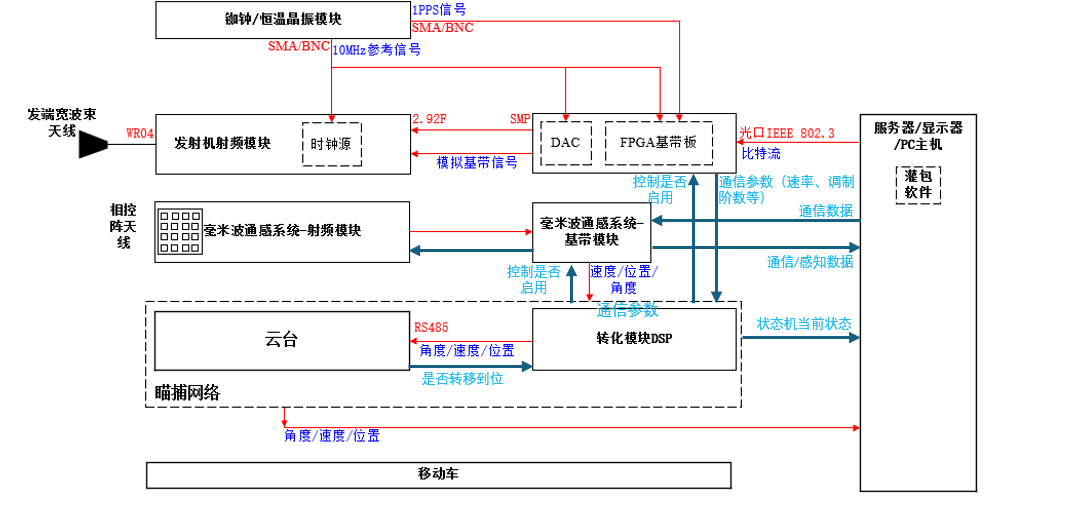 铷钟/恒温晶振模块
1PPS信号
SMA/BNC
SMA/BNC
10MHz参考信号
发端宽波束
天线
WR04
发射机射频模块
时钟源
2.92F
SMP
模拟基带信号
DAC
FPGA基带板
光口IEEE 802.3
比特流
服务器/显示器
/PC主机
灌包
软件
控制是否
启用
通信参数（速率、调制
阶数等）
相控
阵天
线
毫米波通感系统-射频模块
毫米波通感系统-
基带模块
通信数据
通信/感知数据
控制是否
启用
速度/位置/
角度
通信参数
云台
RS485
角度/速度/位置
是否转移到位
转化模块DSP
状态机当前状态
瞄捕网络
角度/速度/位置
移动车